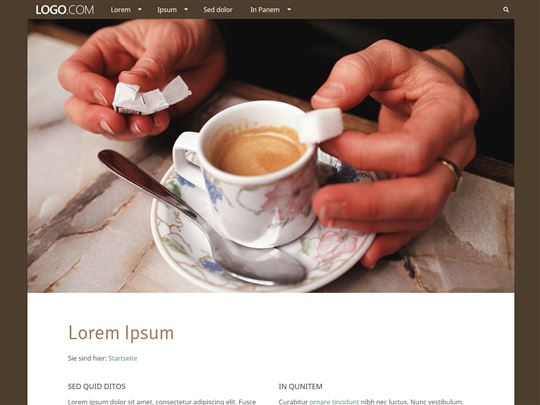 LOGO.COM Lorem Ipsum Sed dolor In Panem
Lorem Ipsum
Sie sind hier: Startseite
SED QUID DITOS
IN QUNITEM
Lorem ipsum dolor sit amet, consectetur adipiscing elit. Fusce
Curabitur ornare tincidunt nibh nec luctus. Nunc vestibulum,